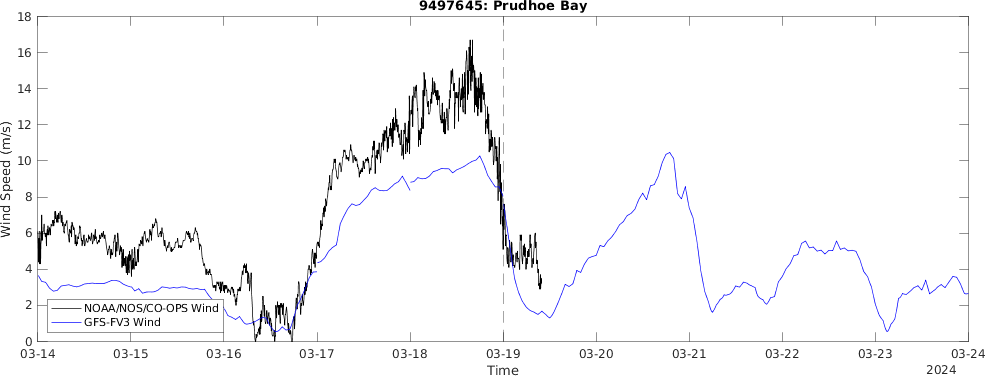 9497645: Prudhoe Bay
Wind Speed (m/s)
18
16
14
12
10
8
6
4
2
0
NOAA/NOS/CO-OPS Wind
GFS-FV3 Wind
03-14 03-15 03-16 03-17 03-18 03-19 03-20 03-21 03-22 03-23 03-24
Time
2024